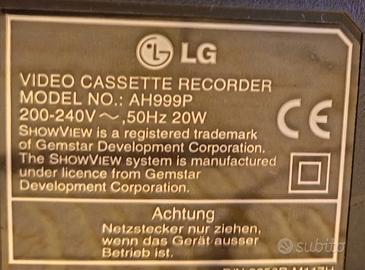 LG
VIDEO CASSETTE RECORDER
MODEL NO.: AH999P
200-240V～,50Hz 20W
SHOWVIEW is a registered trademark
of Gemstar Development Corporation.
The SHOWVIEW system is manufactured
under licence from Gemstar
Development Corporation.
CE
Achtung
Netzstecker nur ziehen,
wenn das Gerät ausser
Betrieb ist.
subito